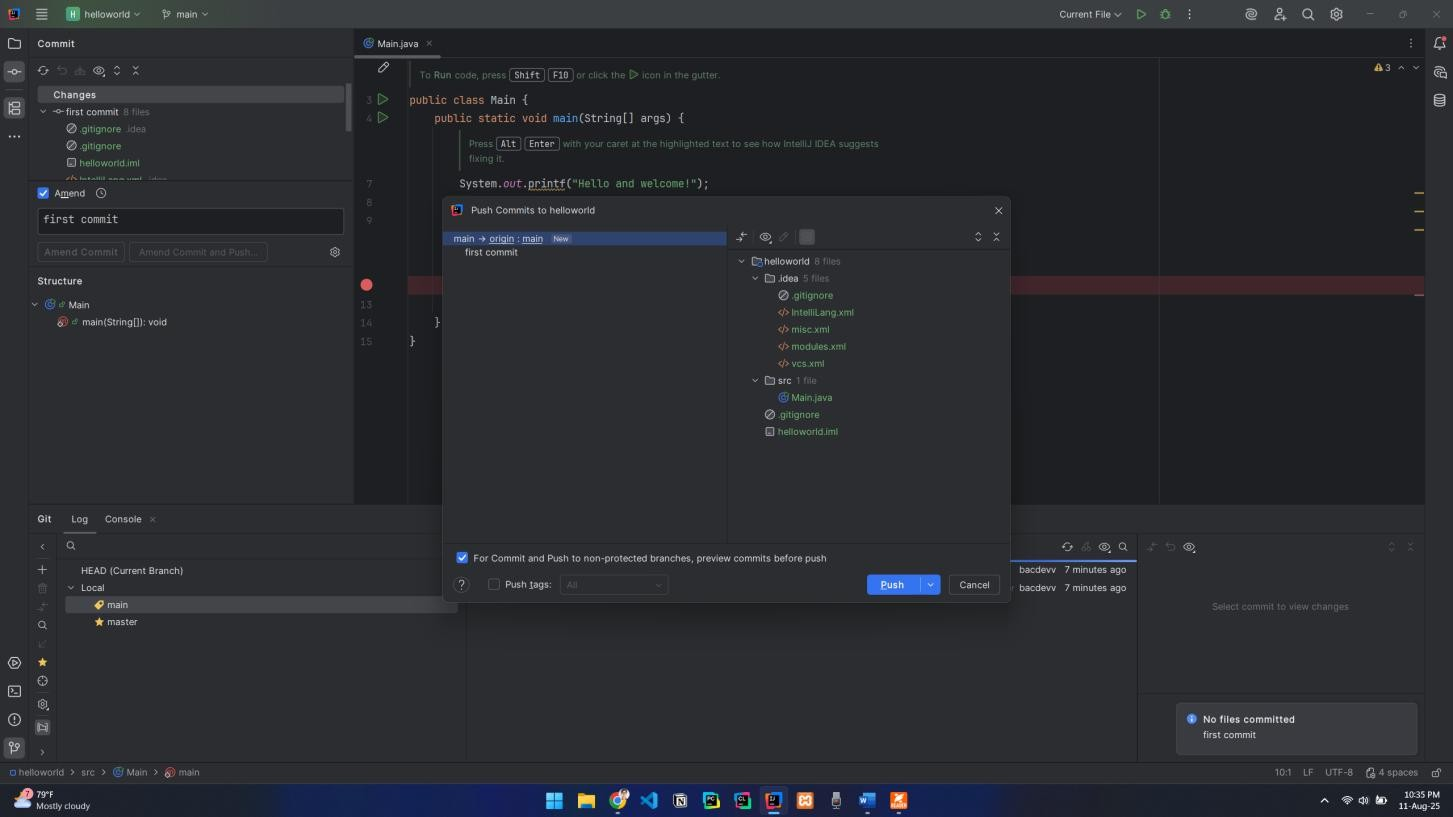 H helloworld
main
Current File
Commit
Main.java
Changes
first commit 8 files
.gitignore .idea
.gitignore
helloworld.iml
IntelliLang.xml .idea
Amend
first commit
Amend Commit
Amend Commit and Push...
Structure
Main
main(String[]): void
To Run code, press Shift F10 or click the icon in the gutter.
3 public class Main {
4 public static void main(String[] args) {
Press Alt Enter with your caret at the highlighted text to see how IntelliJ IDEA suggests
fixing it.
7 System.out.printf("Hello and welcome!");
8
9
13
14 }
15 }
3
Push Commits to helloworld
main → origin : main New
first commit
helloworld 8 files
.idea 5 files
.gitignore
IntelliLang.xml
misc.xml
modules.xml
vcs.xml
src 1 file
Main.java
.gitignore
helloworld.iml
For Commit and Push to non-protected branches, preview commits before push
? Push tags: All
Push
Cancel
Git Log Console
HEAD (Current Branch)
Local
main
master
bacdevv 7 minutes ago
bacdevv 7 minutes ago
Select commit to view changes
No files committed
first commit
helloworld > src > Main > main
10:1 LF UTF-8 4 spaces
79°F
Mostly cloudy
10:35 PM
11-Aug-25